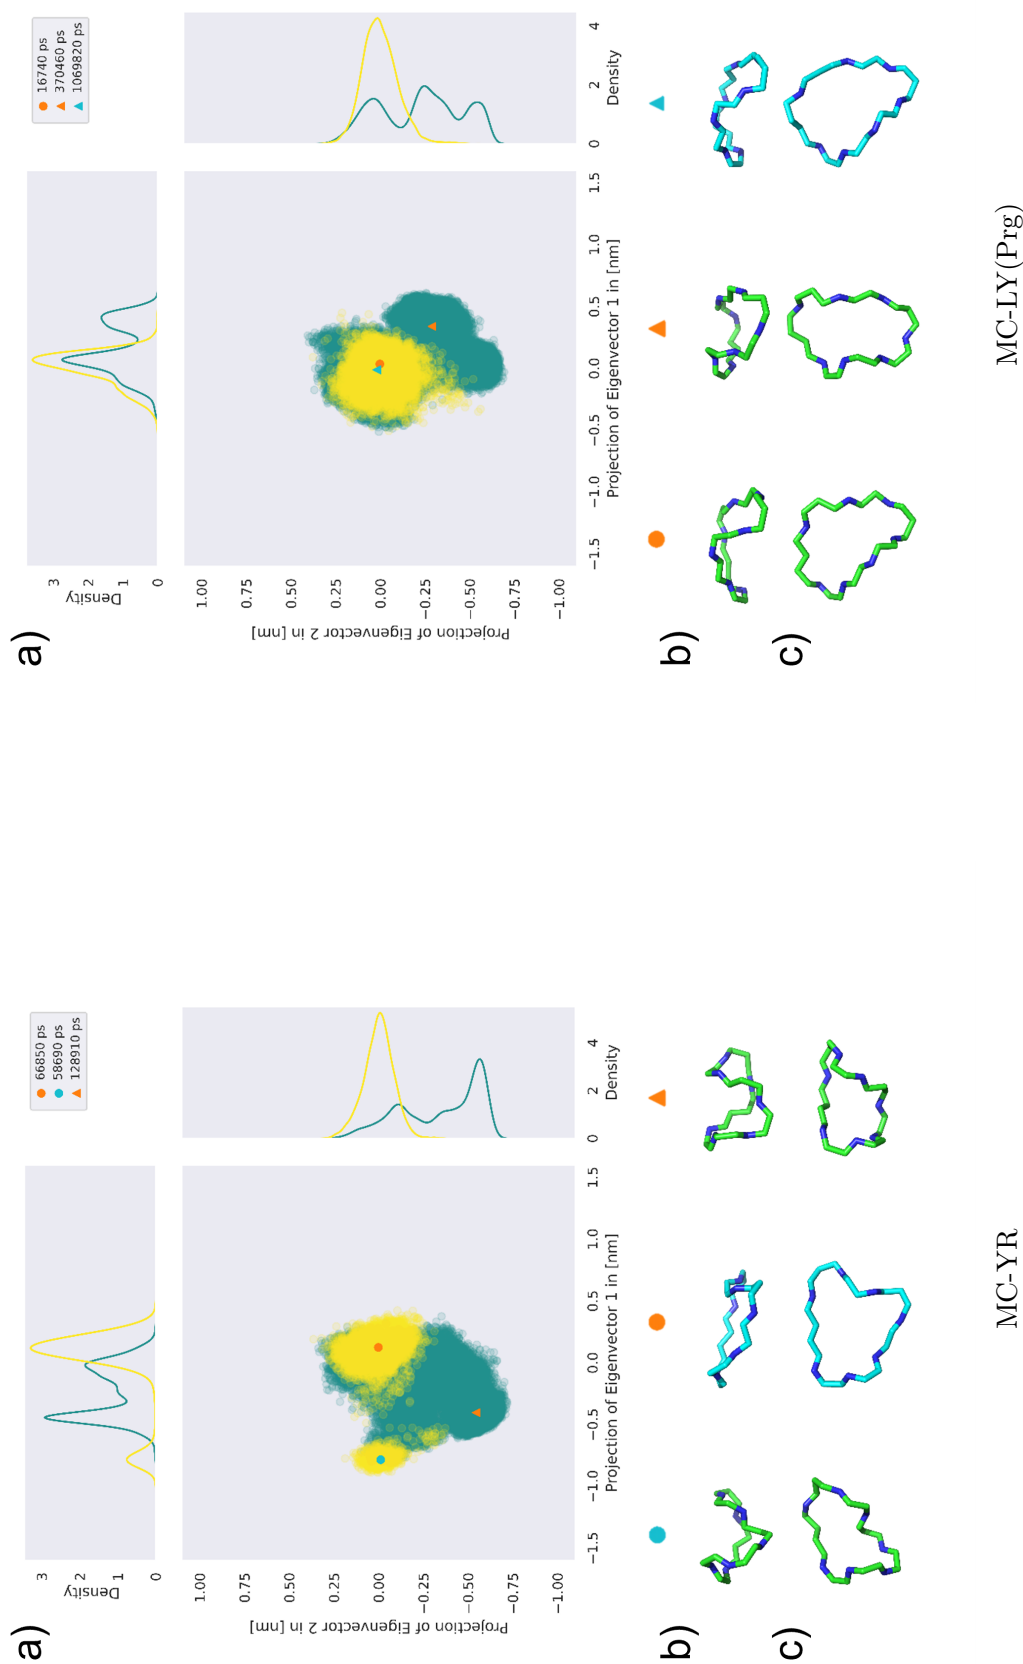 a)
66850 ps
58690 ps
128910 ps
3
2
1
0
Density
1.00
0.75
0.50
0.25
0.00
−0.25
−0.50
−0.75
−1.00
Projection of Eigenvector 2 in [nm]
−1.5
−1.0
−0.5
0.0
0.5
1.0
1.5
Projection of Eigenvector 1 in [nm]
0
2
4
Density
b)
c)
MC-YR
a)
16740 ps
370460 ps
1069820 ps
3
2
1
0
Density
1.00
0.75
0.50
0.25
0.00
−0.25
−0.50
−0.75
−1.00
Projection of Eigenvector 2 in [nm]
−1.5
−1.0
−0.5
0.0
0.5
1.0
1.5
Projection of Eigenvector 1 in [nm]
0
2
4
Density
b)
c)
MC-LY(Prg)